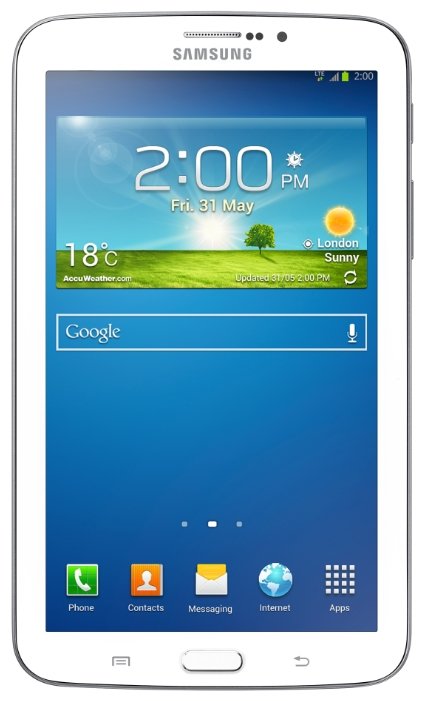 SAMSUNG
LTE 2:00
2:00 PM
Fri. 31 May
London
18°C Sunny
AccuWeather.com Updated 31/05 2:00 PM
Google
Phone Contacts Messaging Internet Apps